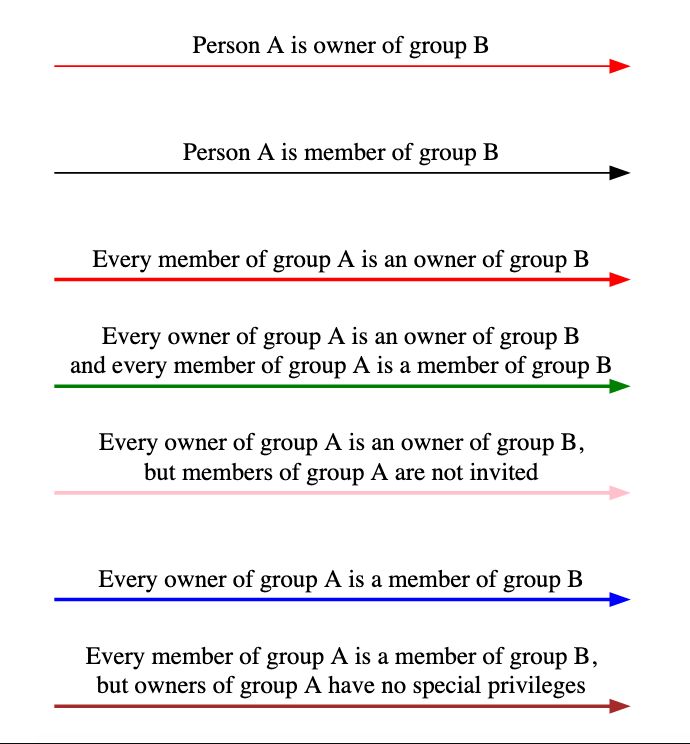 Person A is owner of group B
Person A is member of group B
Every member of group A is an owner of group B
Every owner of group A is an owner of group B
and every member of group A is a member of group B
Every owner of group A is an owner of group B,
but members of group A are not invited
Every owner of group A is a member of group B
Every member of group A is a member of group B,
but owners of group A have no special privileges